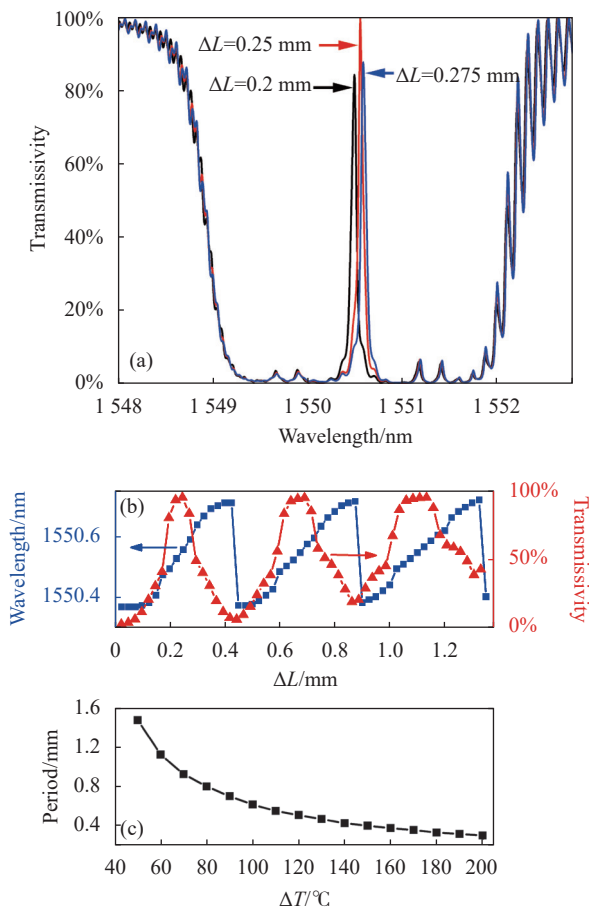 100%
80%
60%
40%
20%
0%
Transmissivity
ΔL=0.25 mm
ΔL=0.2 mm
ΔL=0.275 mm
(a)
1 548 1 549 1 550 1 551 1 552
Wavelength/nm
(b)
Wavelength/nm
1550.6
1550.4
100%
50%
0%
Transmissivity
0 0.2 0.4 0.6 0.8 1.0 1.2
ΔL/mm
Period/mm
1.6
1.2
0.8
0.4
(c)
40 60 80 100 120 140 160 180 200
ΔT/℃